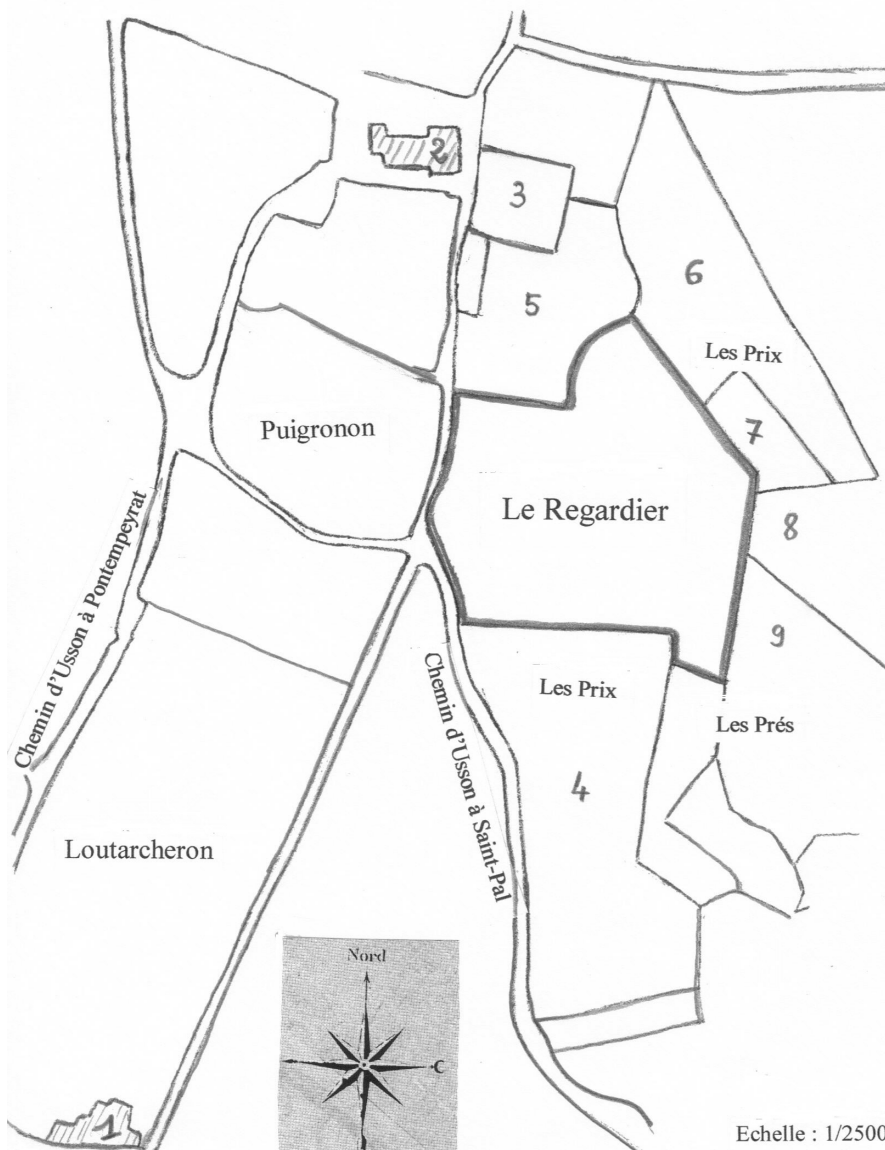 2
3
6
5
Les Prix
7
Puigronon
Le Regardier
8
Chemin d'Usson à Pontempeyrat
9
Chemin d'Usson à Saint-Pal
Les Prix
Les Prés
4
Loutarcheron
Nord
1
Echelle : 1/2500